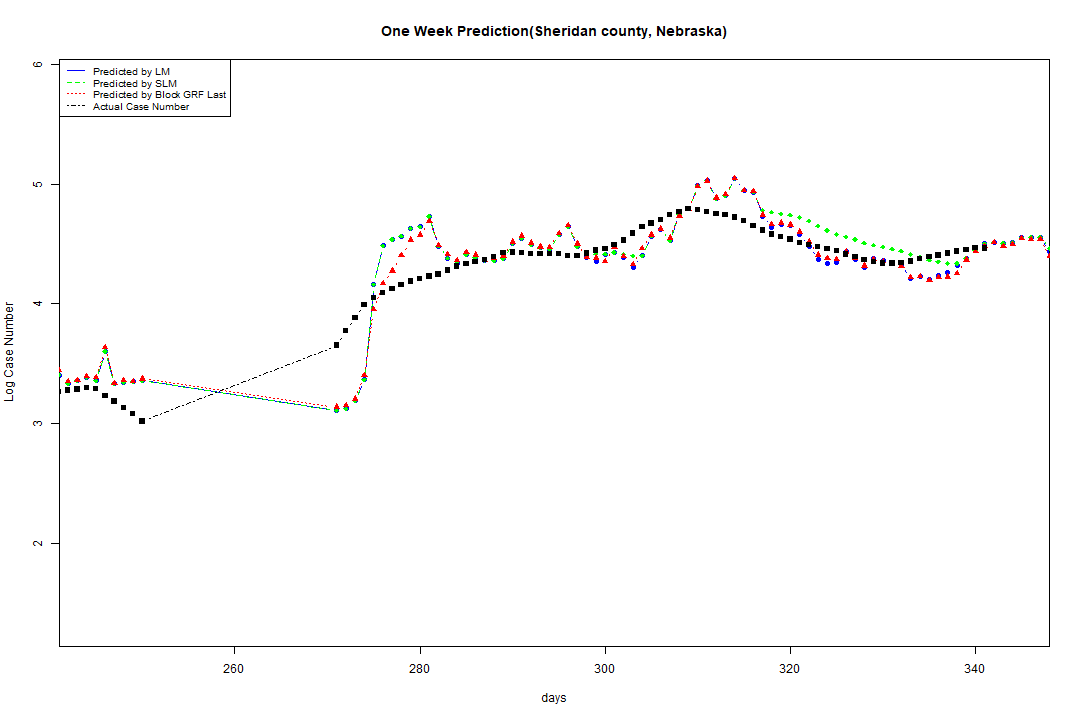 One Week Prediction(Sheridan county, Nebraska)
6
Predicted by LM
Predicted by SLM
Predicted by Block GRF Last
Actual Case Number
5
4
3
2
Log Case Number
260 280 300 320 340
days